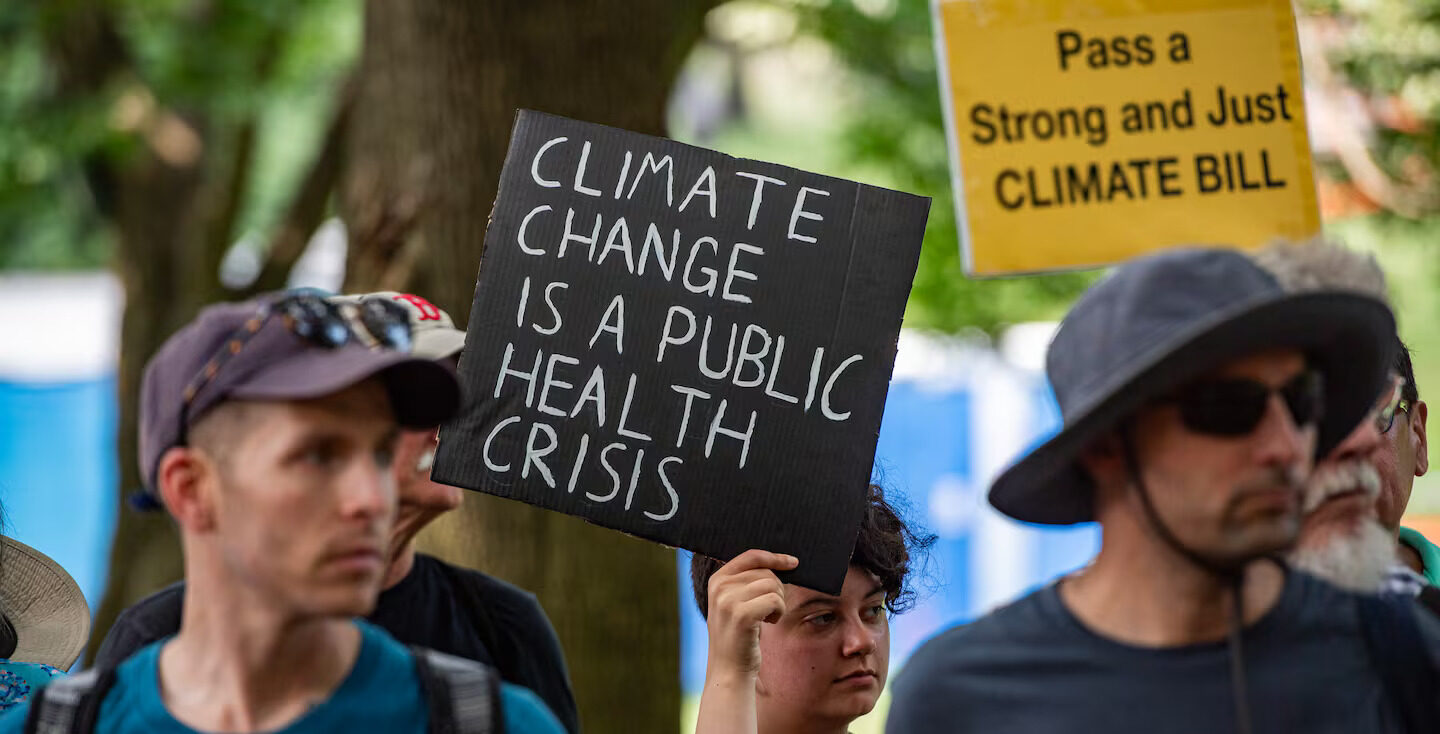 CLIMATE
CHANGE
IS A PUBLIC
HEALTH
CRISIS
Pass a
Strong and Just
CLIMATE BILL
B